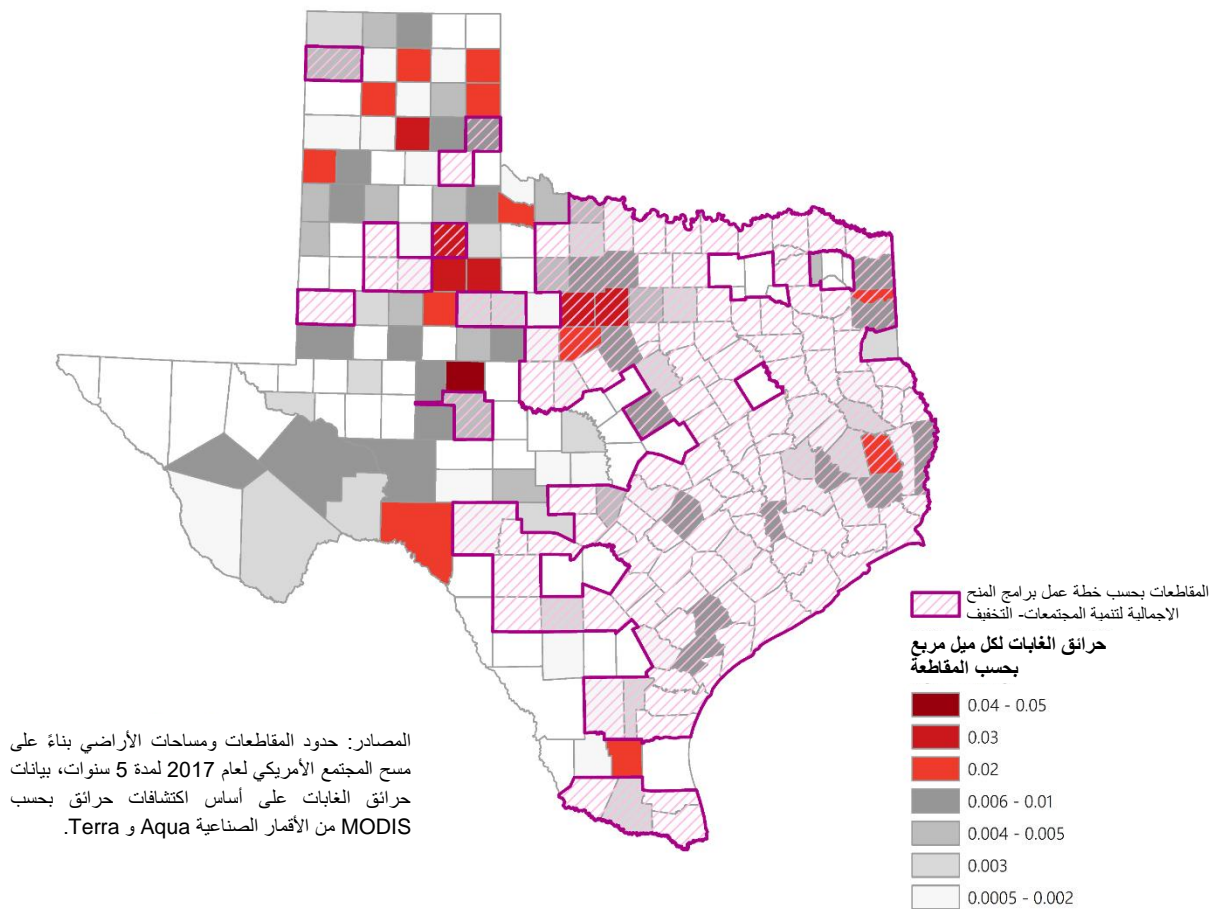 المقاطعات بحسب خطة عمل برامج المنح
الاجمالية لتنمية المجتمعات- التخفيف
حرائق الغابات لكل ميل مربع
بحسب المقاطعة
0.04 - 0.05
0.03
0.02
0.006 - 0.01
0.004 - 0.005
0.003
0.0005 - 0.002
المصادر: حدود المقاطعات ومساحات الأراضي بناءً على
مسح المجتمع الأمريكي لعام 2017 لمدة 5 سنوات، بيانات
حرائق الغابات على أساس اكتشافات حرائق بحسب
MODIS من الأقمار الصناعية Aqua و Terra.